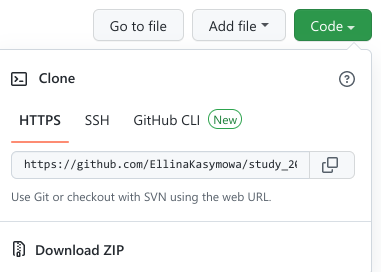 Go to file Add file Code
Clone
HTTPS SSH GitHub CLI New
https://github.com/EllinaKasymowa/study_20
Use Git or checkout with SVN using the web URL.
Download ZIP